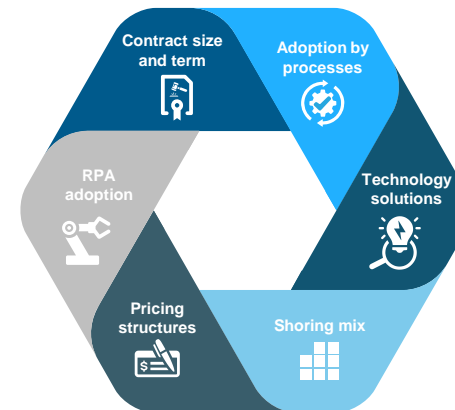 Contract size
and term
Adoption by
processes
Technology
solutions
Shoring mix
Pricing
structures
$
RPA
adoption